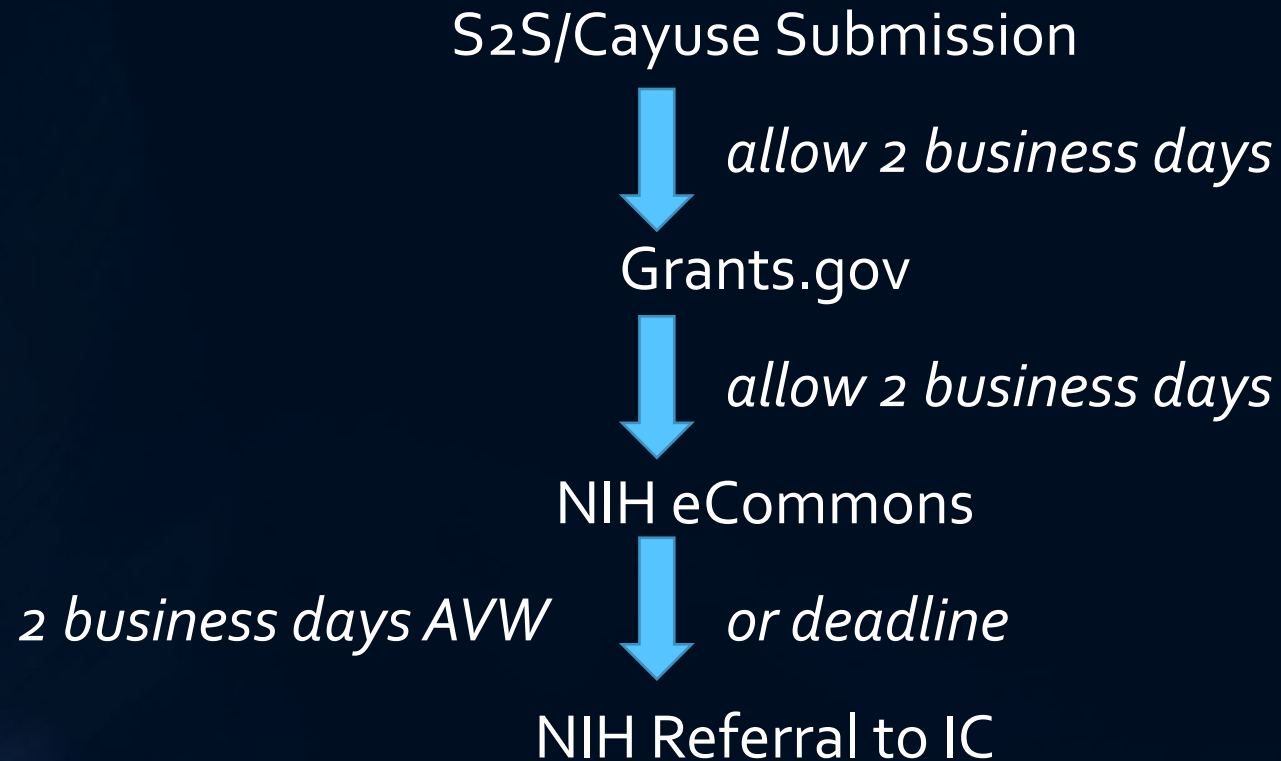 S2S/Cayuse Submission
allow 2 business days
Grants.gov
allow 2 business days
NIH eCommons
2 business days AVW or deadline
NIH Referral to IC